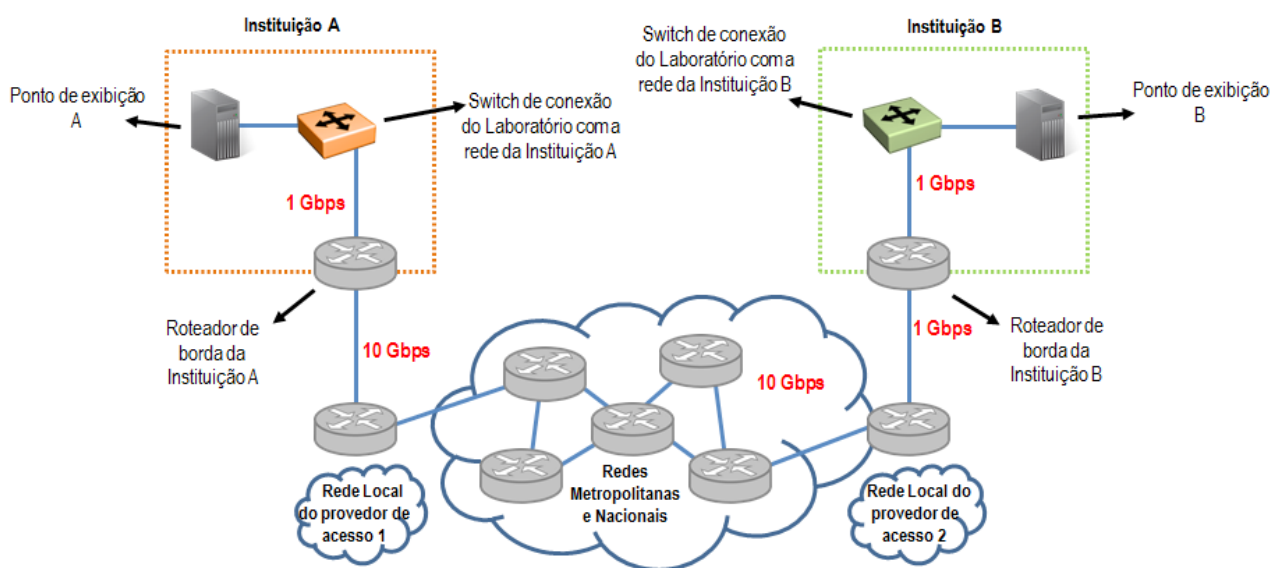 Instituição A
Ponto de exibição
A
Switch de conexão
do Laboratório com a
rede da Instituição A
1 Gbps
Roteador de
borda da
Instituição A
10 Gbps
Rede Local
do provedor de
acesso 1
Redes
Metropolitanas
e Nacionais
10 Gbps
Instituição B
Switch de conexão
do Laboratório com a
rede da Instituição B
Ponto de exibição
B
1 Gbps
1 Gbps
Roteador de
borda da
Instituição B
Rede Local do
provedor de
acesso 2